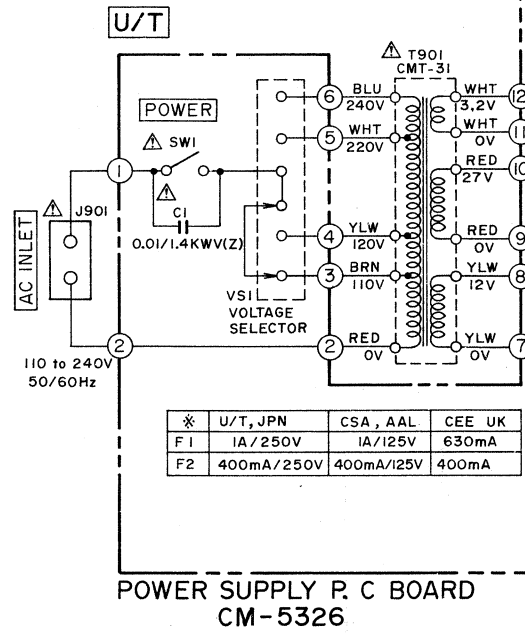 U/T
T901
CMT-31
6 BLU 240V WHT 3,2V 12
POWER
5 WHT 220V WHT 0V 11
SW1
1
RED 27V 10
J901
C1
0.01/1.4KWV(Z)
4 YLW 120V RED 0V 9
AC INLET
3 BRN 110V YLW 12V 8
VS1
VOLTAGE
SELECTOR
2 2 RED 0V YLW 0V 7
110 to 240V
50/60Hz
※ U/T, JPN CSA, AAL CEE UK
F1 1A/250V 1A/125V 630mA
F2 400mA/250V 400mA/125V 400mA
POWER SUPPLY P. C BOARD
CM-5326